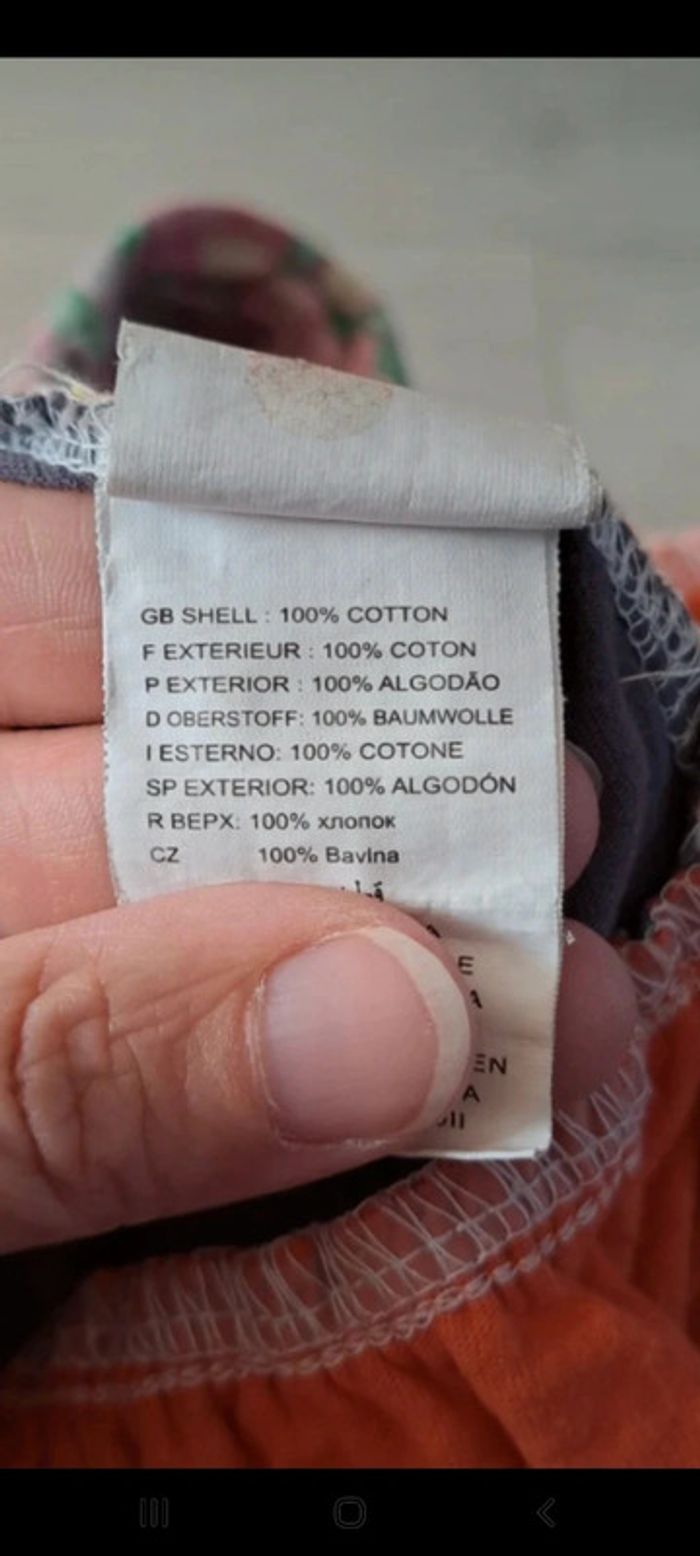 GB SHELL : 100% COTTON
F EXTERIEUR : 100% COTON
P EXTERIOR : 100% ALGODÃO
D OBERSTOFF: 100% BAUMWOLLE
I ESTERNO: 100% COTONE
SP EXTERIOR: 100% ALGODÓN
R ВЕРХ: 100% хлопок
CZ 100% Bavlna